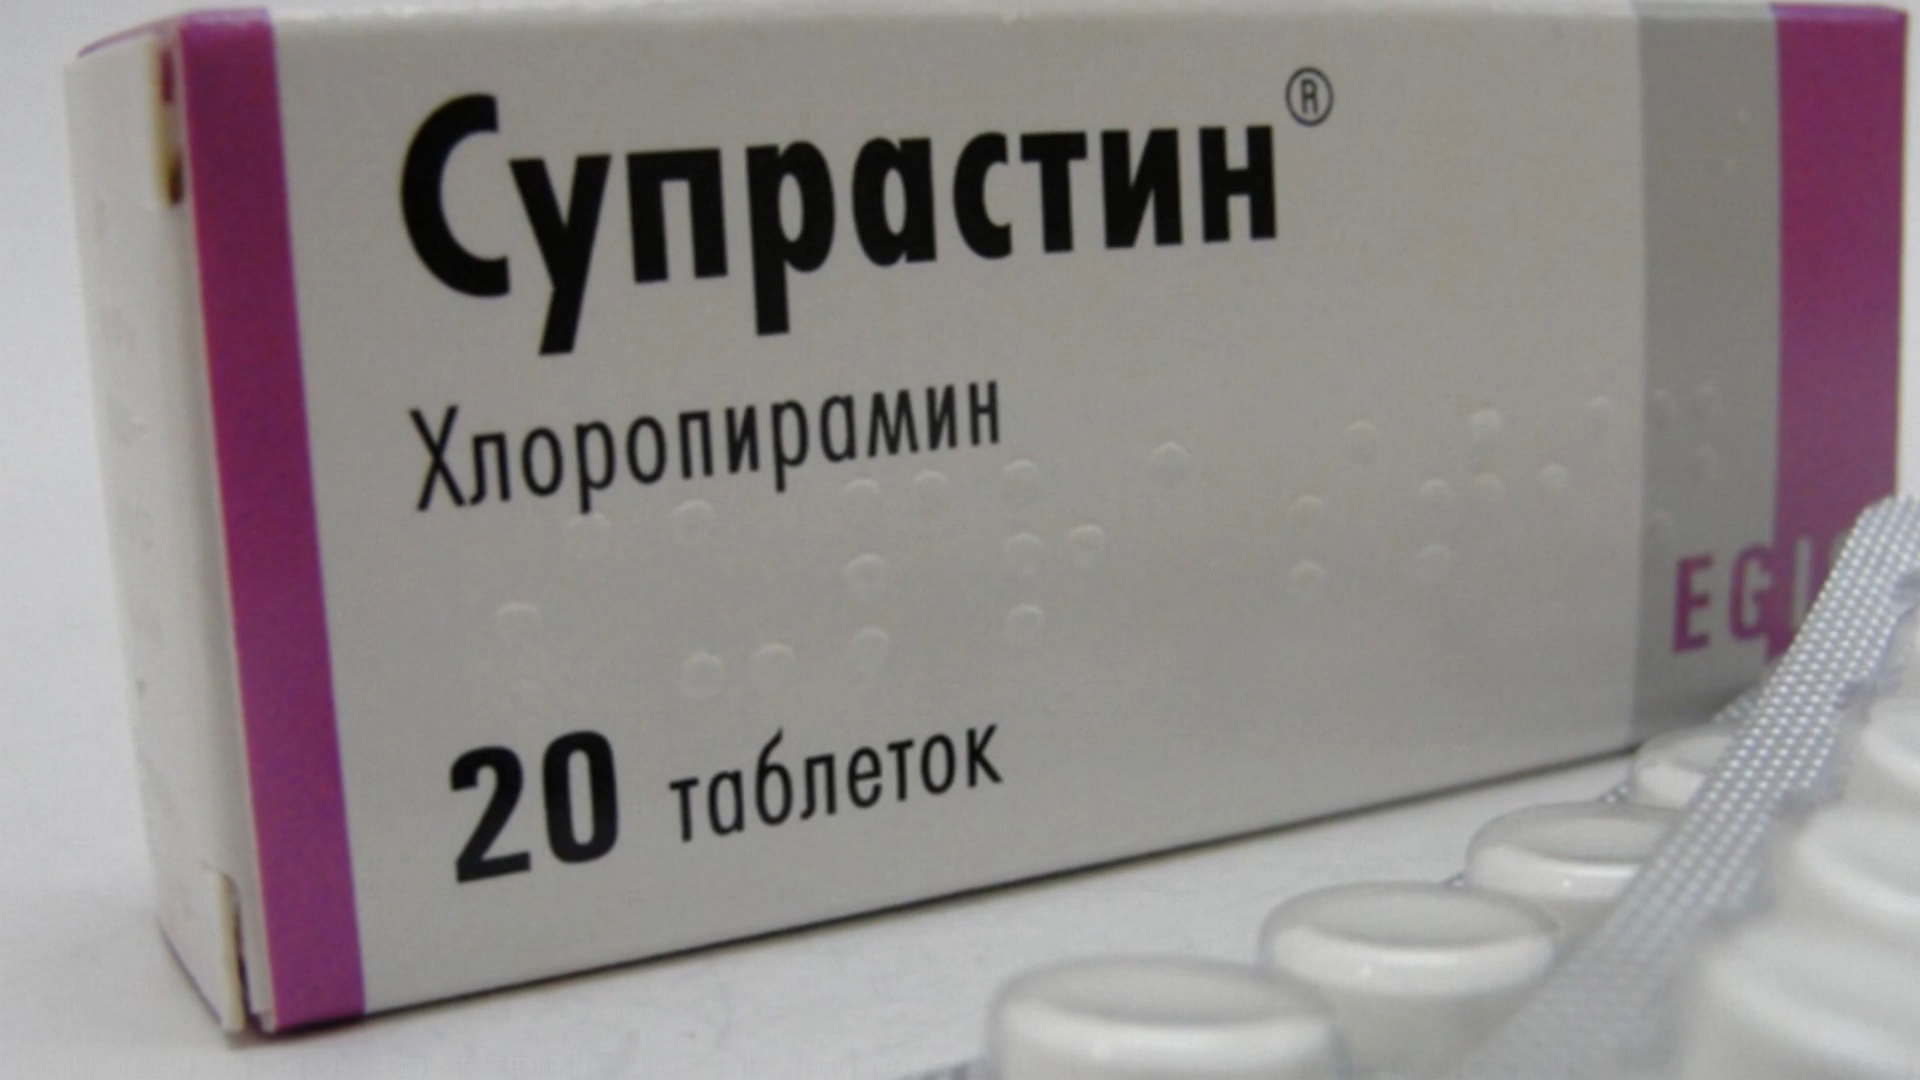 Супрастин®
Хлоропирамин
20 таблеток